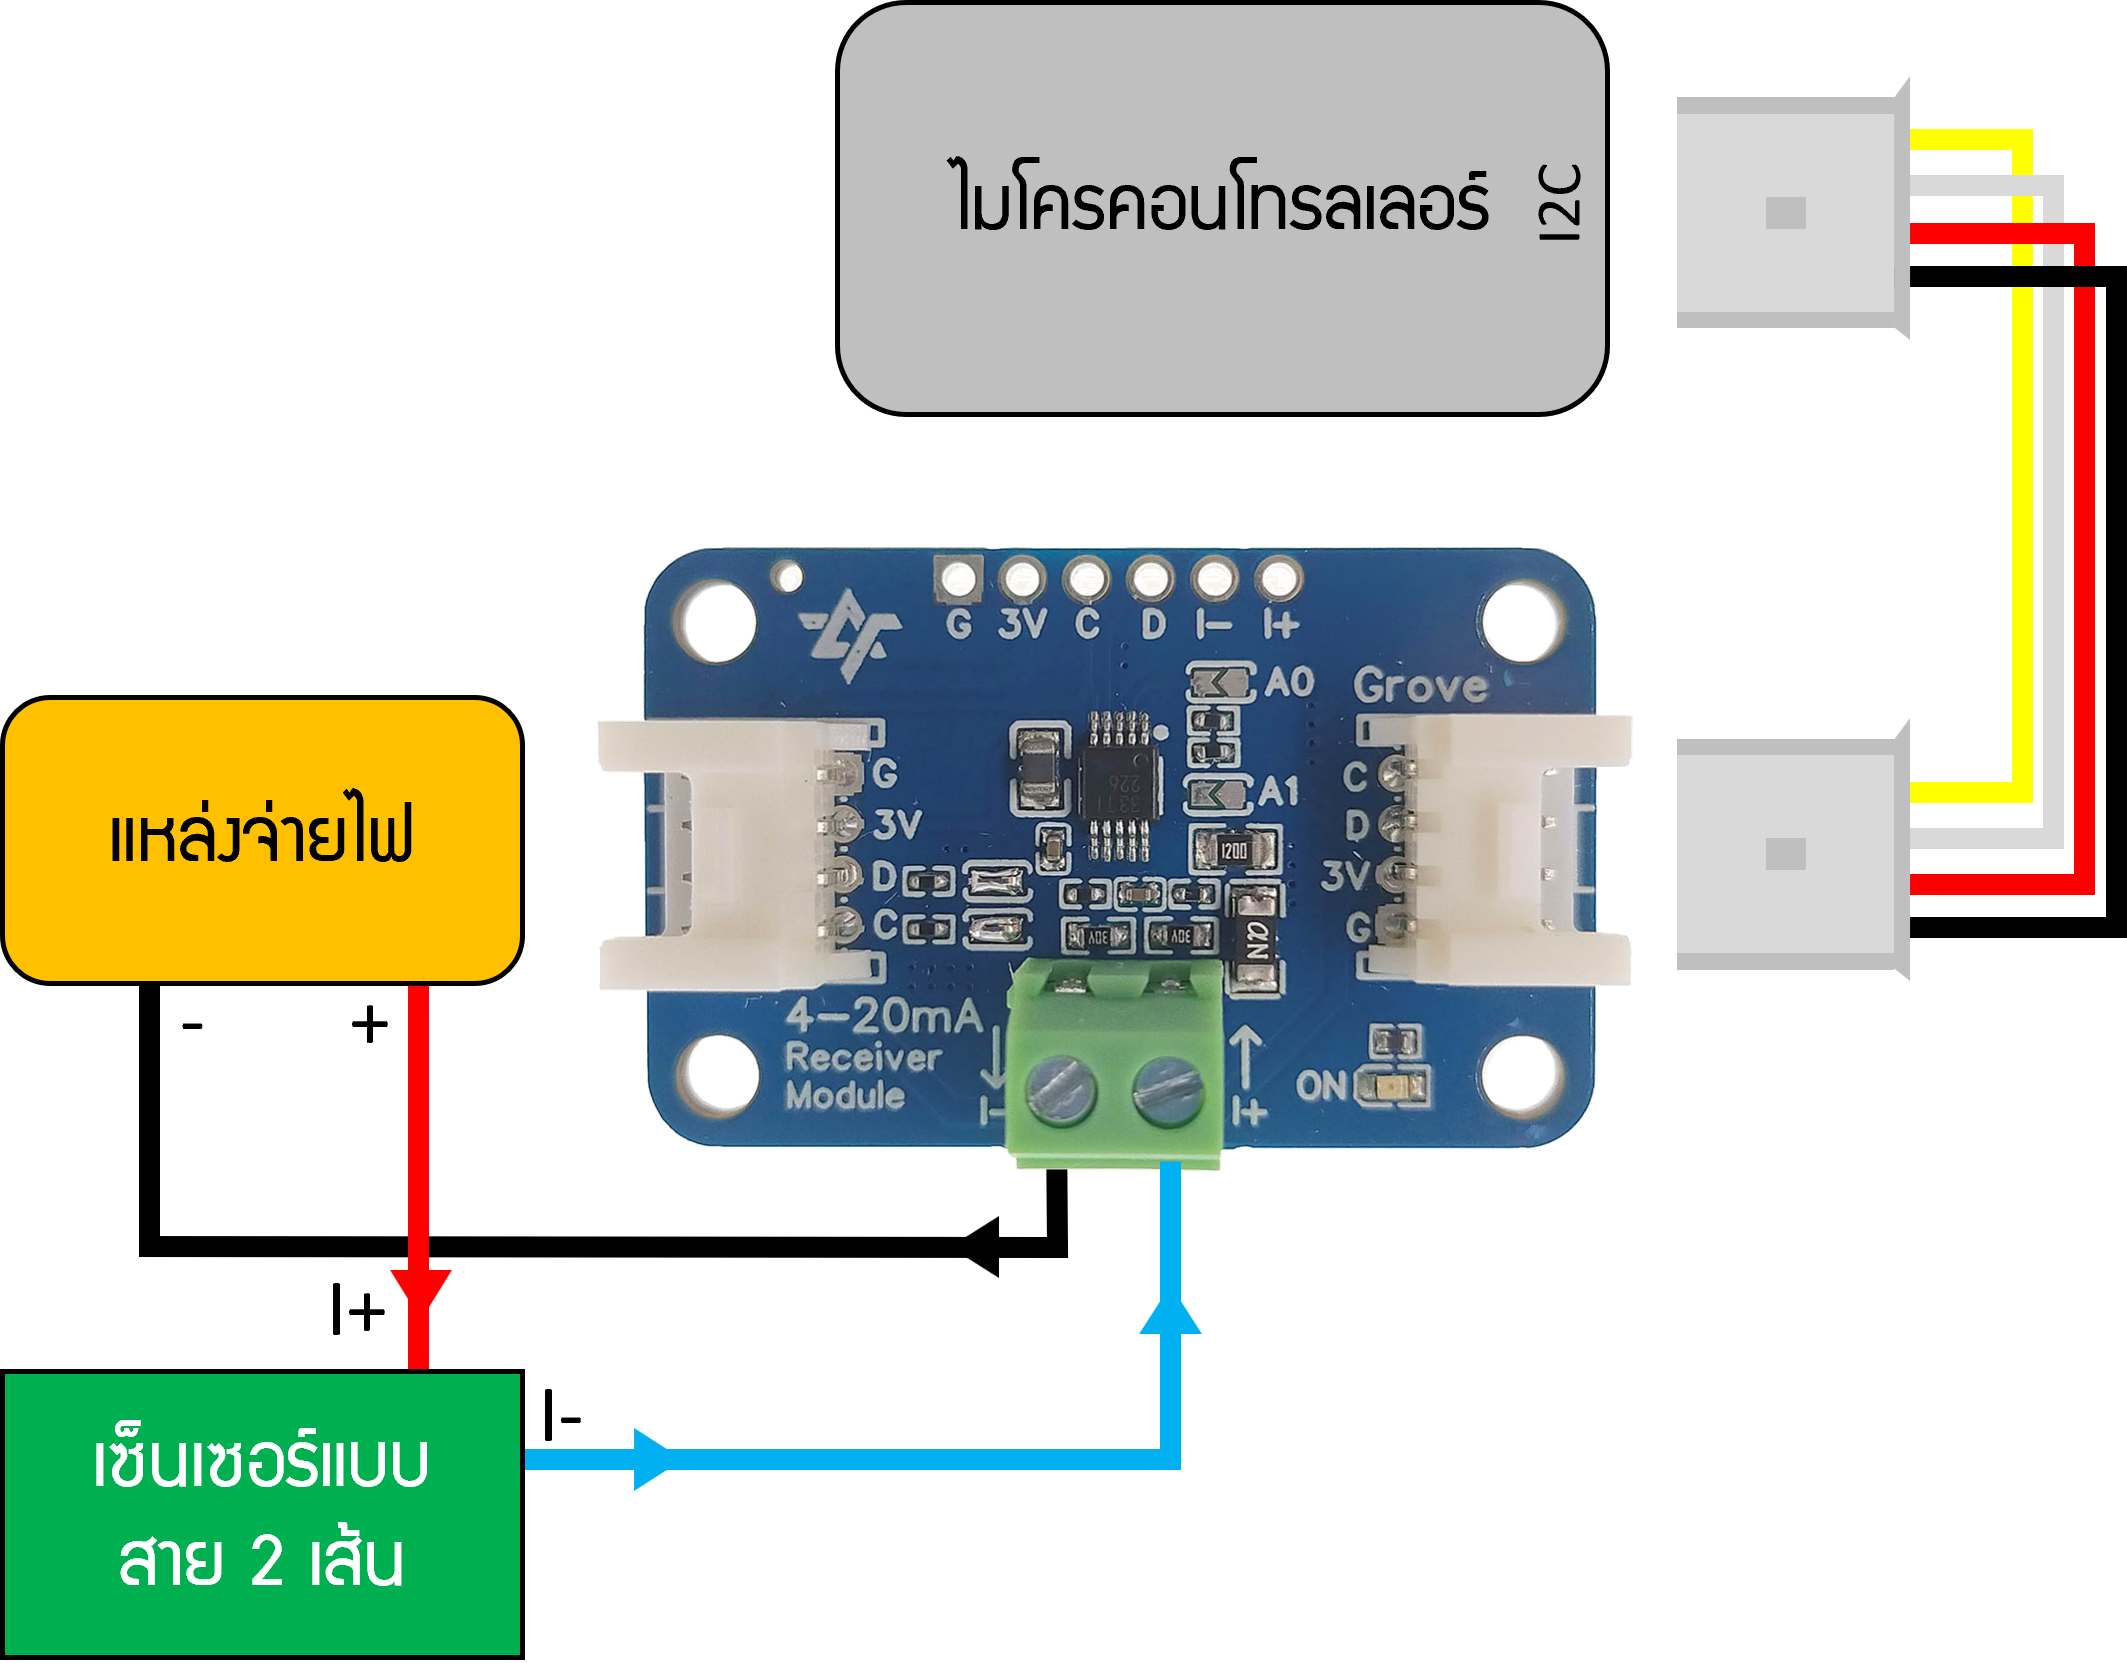 ไมโครคอนโทรลเลอร์
I2C
G 3V C D I- I+
A0
Grove
A1
G
3V
D
C
C
D
3V
G
1200
4-20mA
Receiver
Module
I-
I+
ON
แหล่งจ่ายไฟ
- +
I+
I-
เซ็นเซอร์แบบ
สาย 2 เส้น